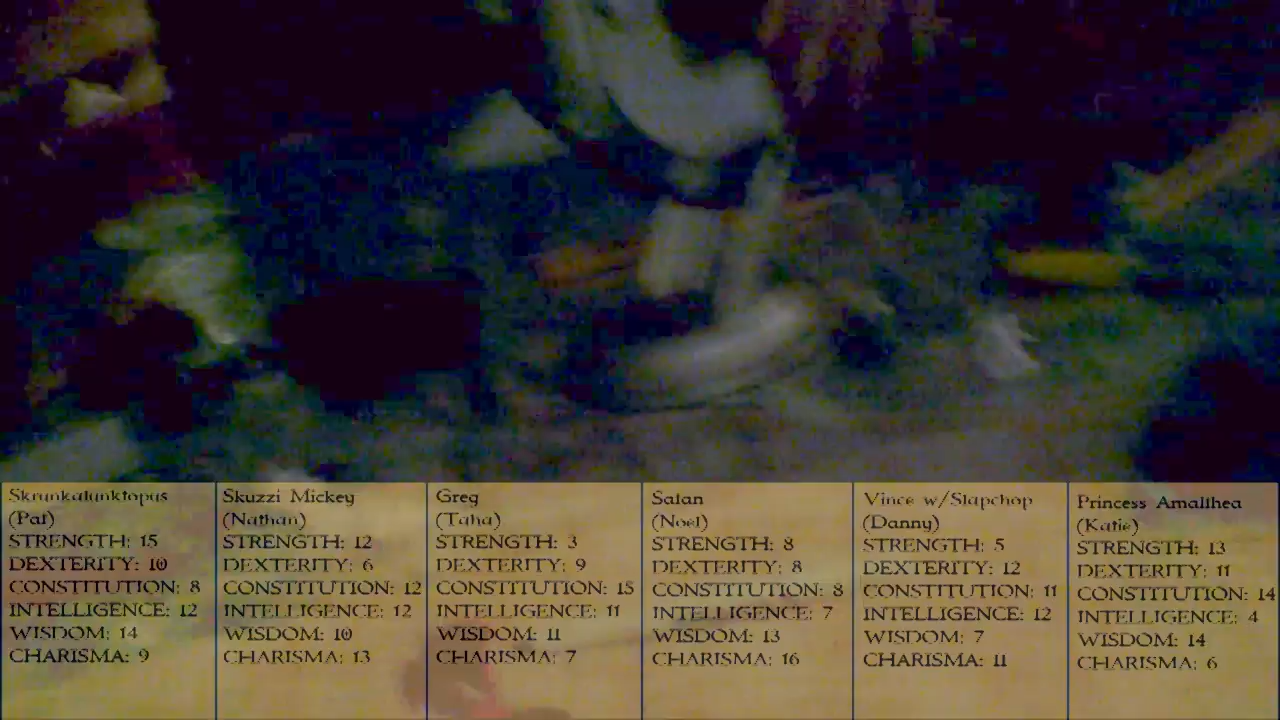 Skrunkalunktopus
(Pat)
STRENGTH: 15
DEXTERITY: 10
CONSTITUTION: 8
INTELLIGENCE: 12
WISDOM: 14
CHARISMA: 9
Skuzzi Mickey
(Nathan)
STRENGTH: 12
DEXTERITY: 6
CONSTITUTION: 12
INTELLIGENCE: 12
WISDOM: 10
CHARISMA: 13
Greg
(Taha)
STRENGTH: 3
DEXTERITY: 9
CONSTITUTION: 15
INTELLIGENCE: 11
WISDOM: 11
CHARISMA: 7
Satan
(Noel)
STRENGTH: 8
DEXTERITY: 8
CONSTITUTION: 8
INTELLIGENCE: 7
WISDOM: 13
CHARISMA: 16
Vince w/Slapchop
(Danny)
STRENGTH: 5
DEXTERITY: 12
CONSTITUTION: 11
INTELLIGENCE: 12
WISDOM: 7
CHARISMA: 11
Princess Amalthea
(Katie)
STRENGTH: 13
DEXTERITY: 11
CONSTITUTION: 14
INTELLIGENCE: 4
WISDOM: 14
CHARISMA: 6